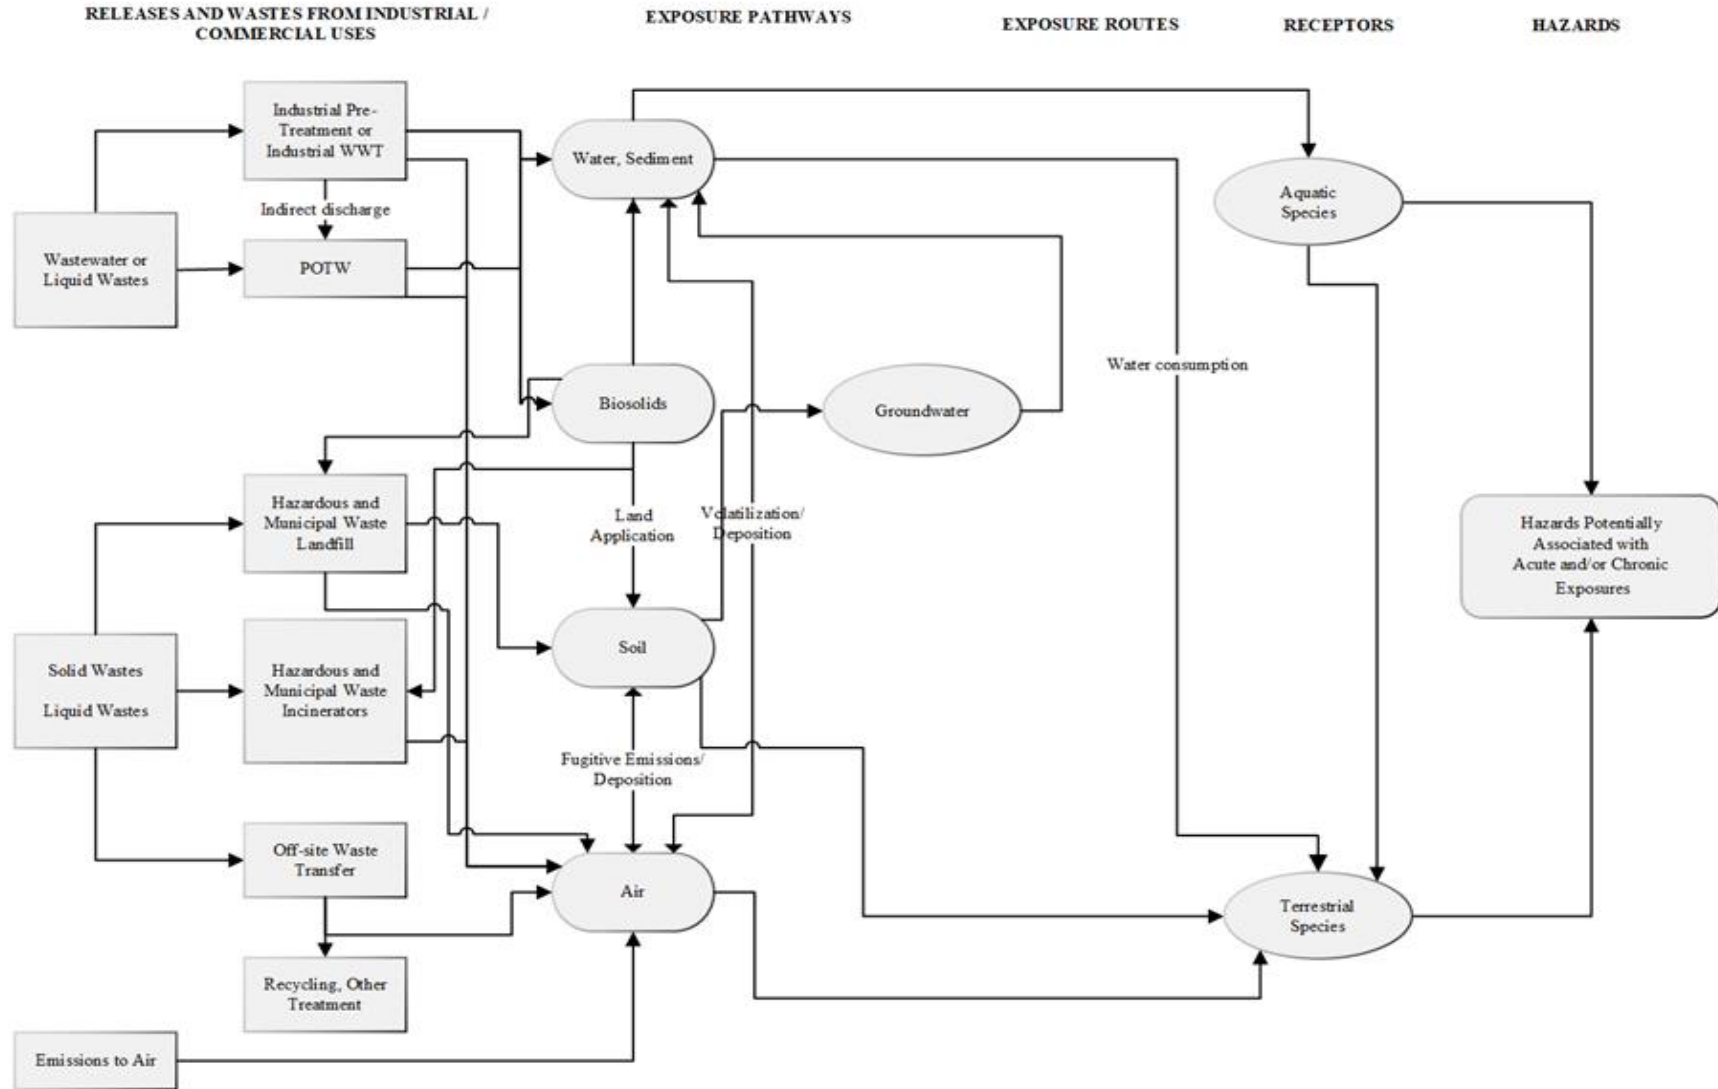 RELEASES AND WASTES FROM INDUSTRIAL /
COMMERCIAL USES
EXPOSURE PATHWAYS
EXPOSURE ROUTES
RECEPTORS
HAZARDS
Industrial Pre-
Treatment or
Industrial WWT
Water, Sediment
Aquatic
Species
Indirect discharge
Wastewater or
Liquid Wastes
POTW
Water consumption
Biosolids
Groundwater
Hazardous and
Municipal Waste
Landfill
Land
Application
Volatilization/
Deposition
Hazards Potentially
Associated with
Acute and/or Chronic
Exposures
Solid Wastes
Liquid Wastes
Hazardous and
Municipal Waste
Incinerators
Soil
Fugitive Emissions/
Deposition
Off-site Waste
Transfer
Air
Terrestrial
Species
Recycling, Other
Treatment
Emissions to Air